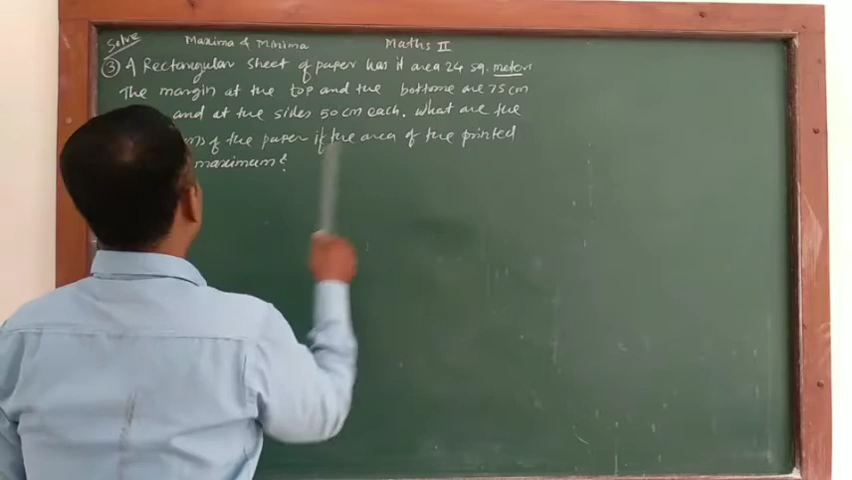 Solve Maxima & Minima Maths II
③ A Rectangular sheet of paper has it area 24 sq. meters
The margin at the top and the bottome are 75 cm
and at the sides 50 cm each. What are the
of the paper if the area of the printed
maximum?